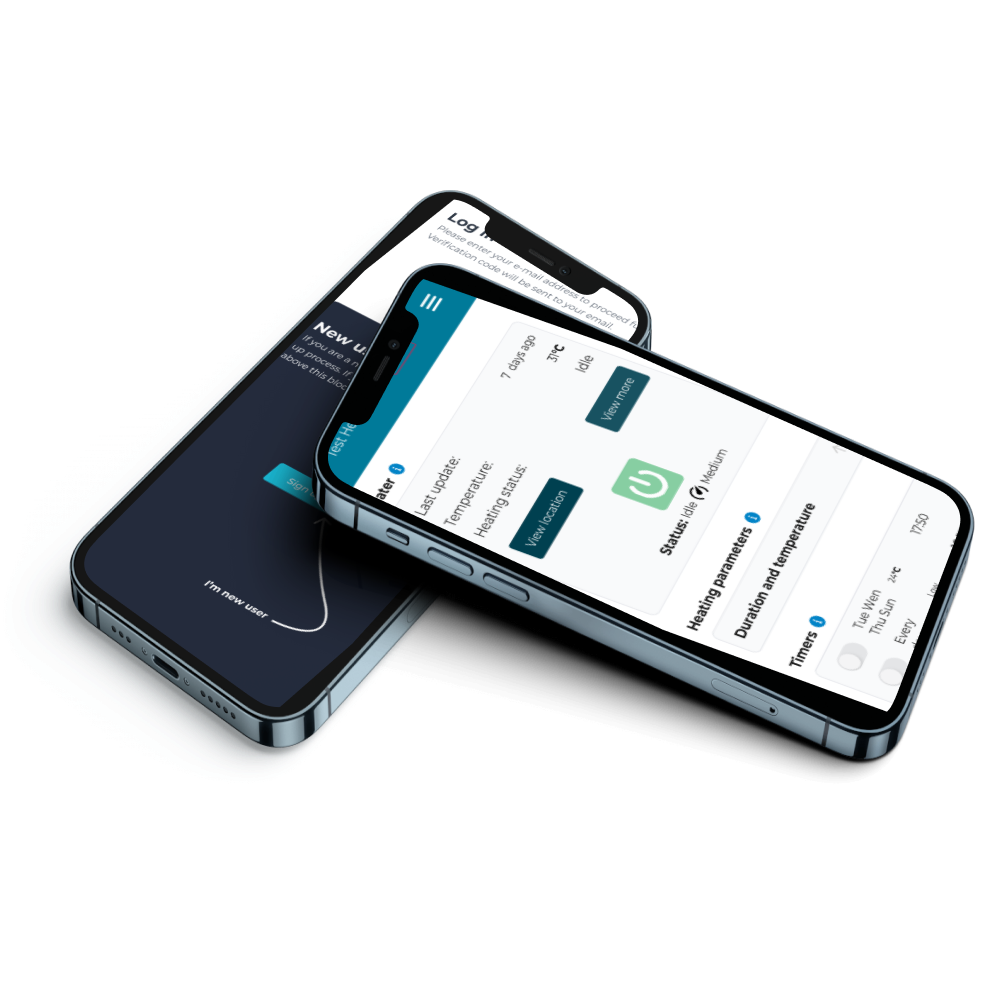 Log in
Please enter your e-mail address to proceed
Verification code will be sent to your email.
New
If you are a
up process. If
above this
Sign
I'm new user
Test
Last update:
7 days ago
Temperature:
31°C
Heating status:
Idle
View location
View more
Status: Idle Medium
Heating parameters
Duration and temperature
Timers
Tue Wen
Thu Sun
24°C
17:50
Every